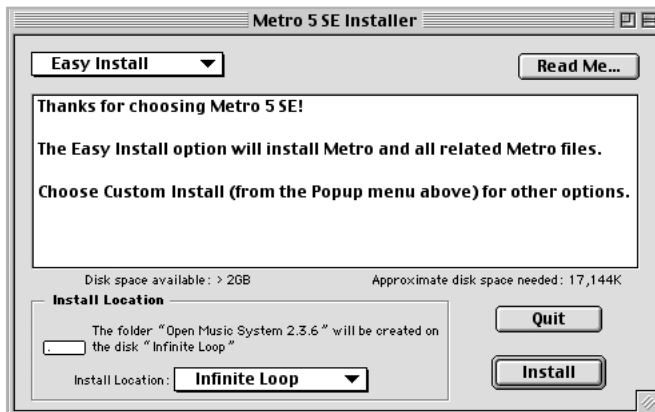 Metro 5 SE Installer
Easy Install
Read Me...
Thanks for choosing Metro 5 SE!
The Easy Install option will install Metro and all related Metro files.
Choose Custom Install (from the Popup menu above) for other options.
Disk space available: > 2GB
Approximate disk space needed: 17,144K
Install Location
The folder “Open Music System 2.3.6” will be created on
the disk “Infinite Loop”
Install Location:
Infinite Loop
Quit
Install